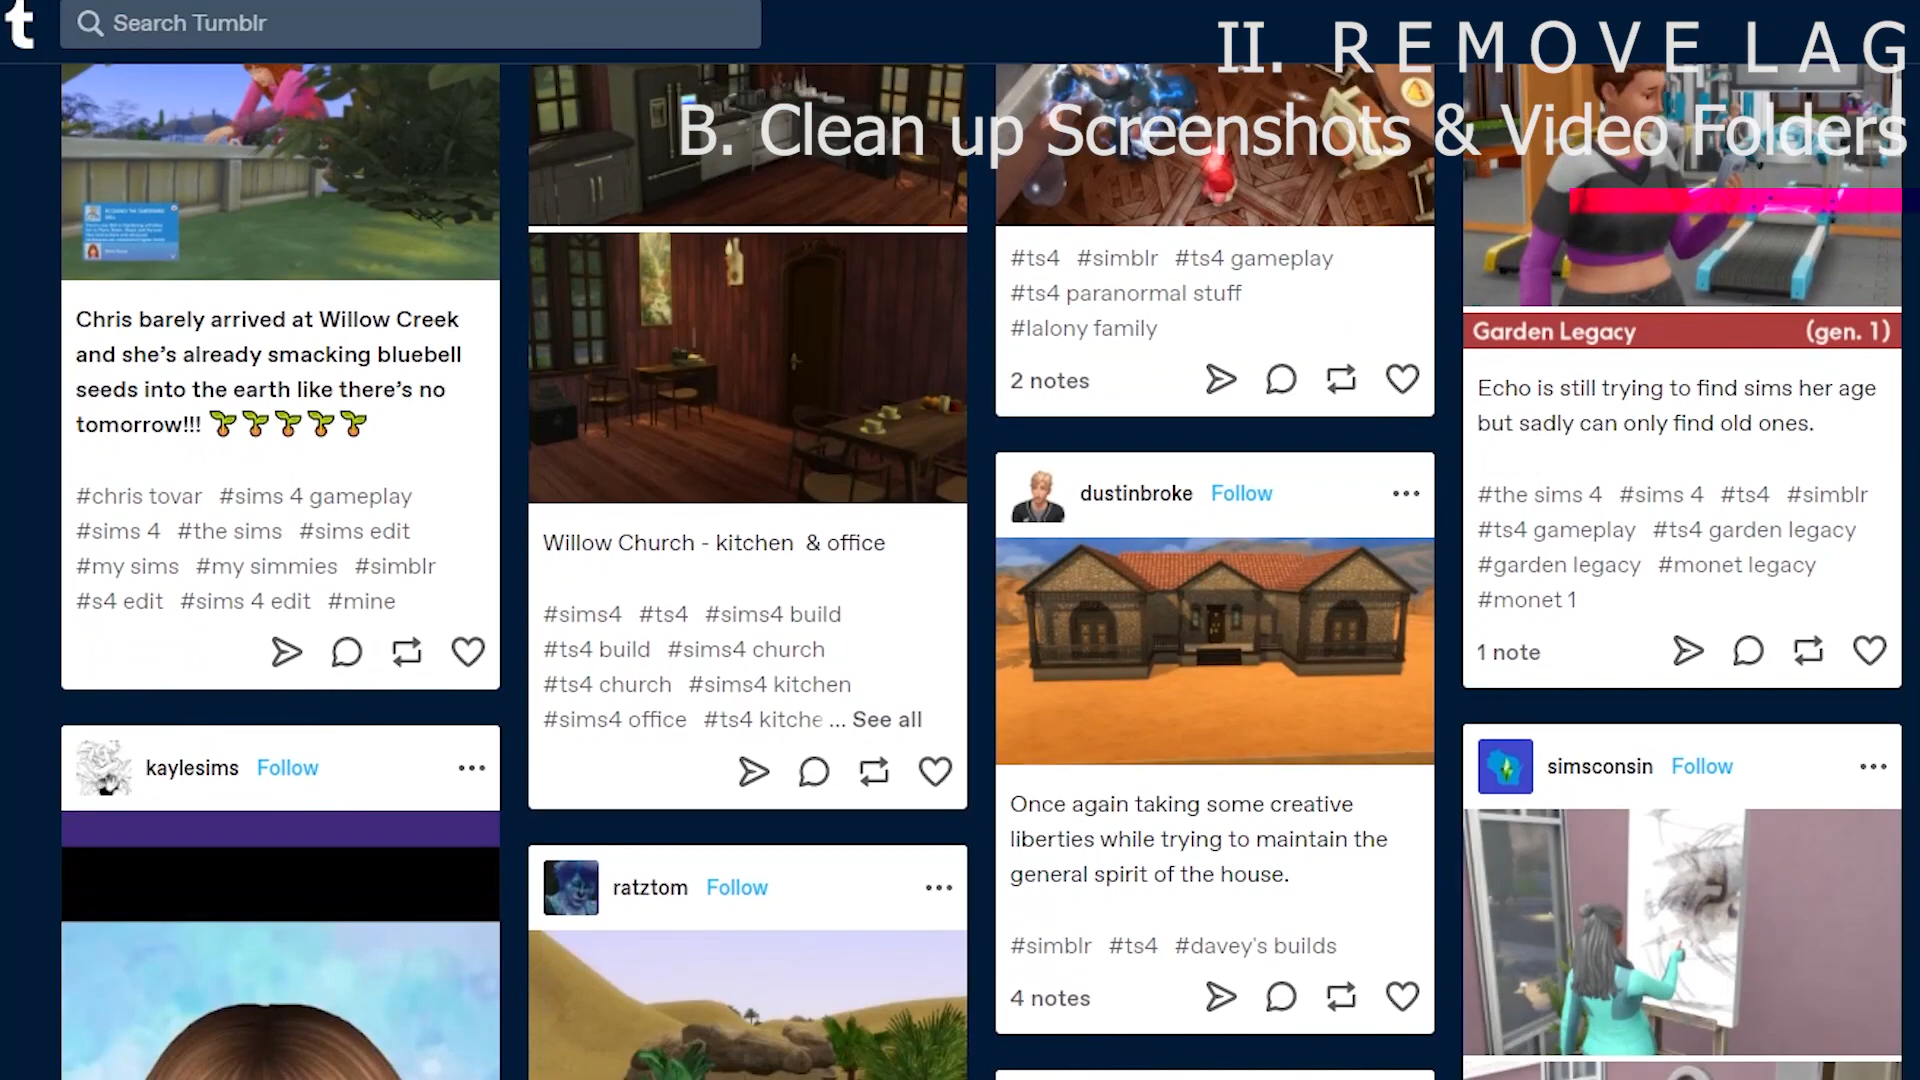 t
Search Tumblr
II. REMOVE LAG
B. Clean up Screenshots & Video Folders
Chris barely arrived at Willow Creek
and she’s already smacking bluebell
seeds into the earth like there’s no
tomorrow!!!
#chris tovar #sims 4 gameplay
#sims 4 #the sims #sims edit
#my sims #my simmies #simblr
#s4 edit #sims 4 edit #mine
kaylesims Follow
Willow Church - kitchen & office
#sims4 #ts4 #sims4 build
#ts4 build #sims4 church
#ts4 church #sims4 kitchen
#sims4 office #ts4 kitche ... See all
ratztom Follow
#ts4 #simblr #ts4 gameplay
#ts4 paranormal stuff
#lalony family
2 notes
dustinbroke Follow
Once again taking some creative
liberties while trying to maintain the
general spirit of the house.
#simblr #ts4 #davey's builds
4 notes
Garden Legacy (gen. 1)
Echo is still trying to find sims her age
but sadly can only find old ones.
#the sims 4 #sims 4 #ts4 #simblr
#ts4 gameplay #ts4 garden legacy
#garden legacy #monet legacy
#monet 1
1 note
simsconsin Follow